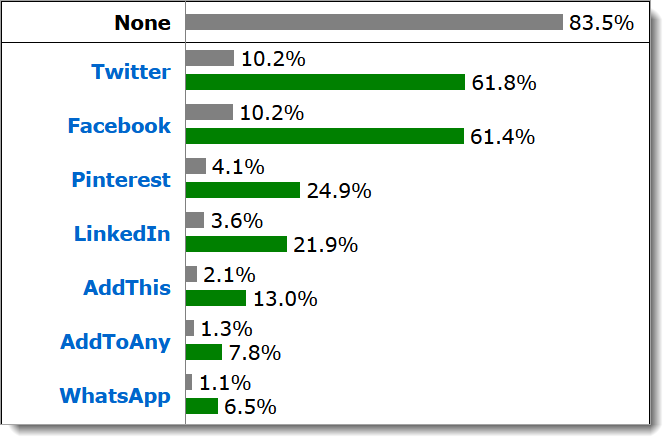 None 83.5%
10.2%
Twitter
61.8%
10.2%
Facebook
61.4%
4.1%
Pinterest
24.9%
3.6%
LinkedIn
21.9%
2.1%
AddThis
13.0%
1.3%
AddToAny
7.8%
1.1%
WhatsApp
6.5%